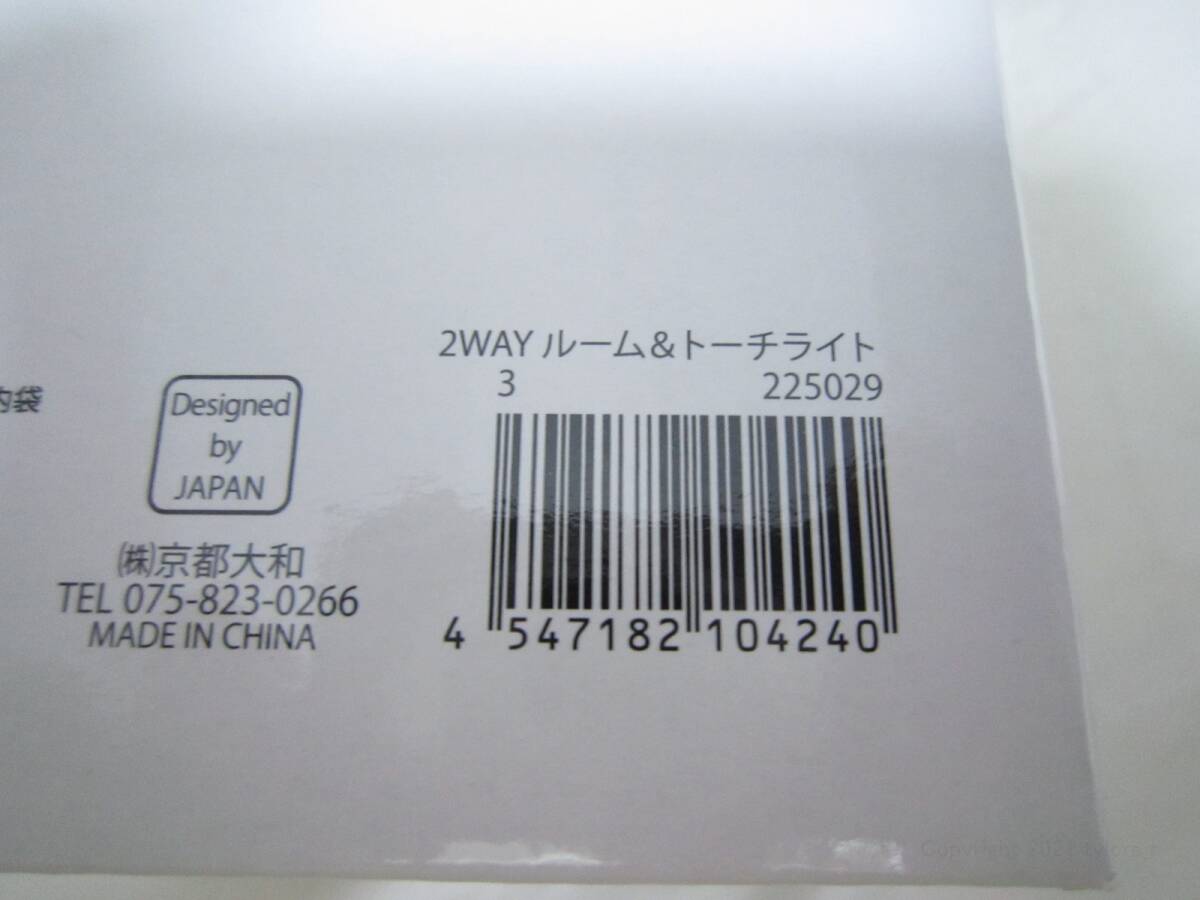 内袋
Designed
by
JAPAN
㈱京都大和
TEL 075-823-0266
MADE IN CHINA
2WAY ルーム&トーチライト
3 225029
4 547182 104240